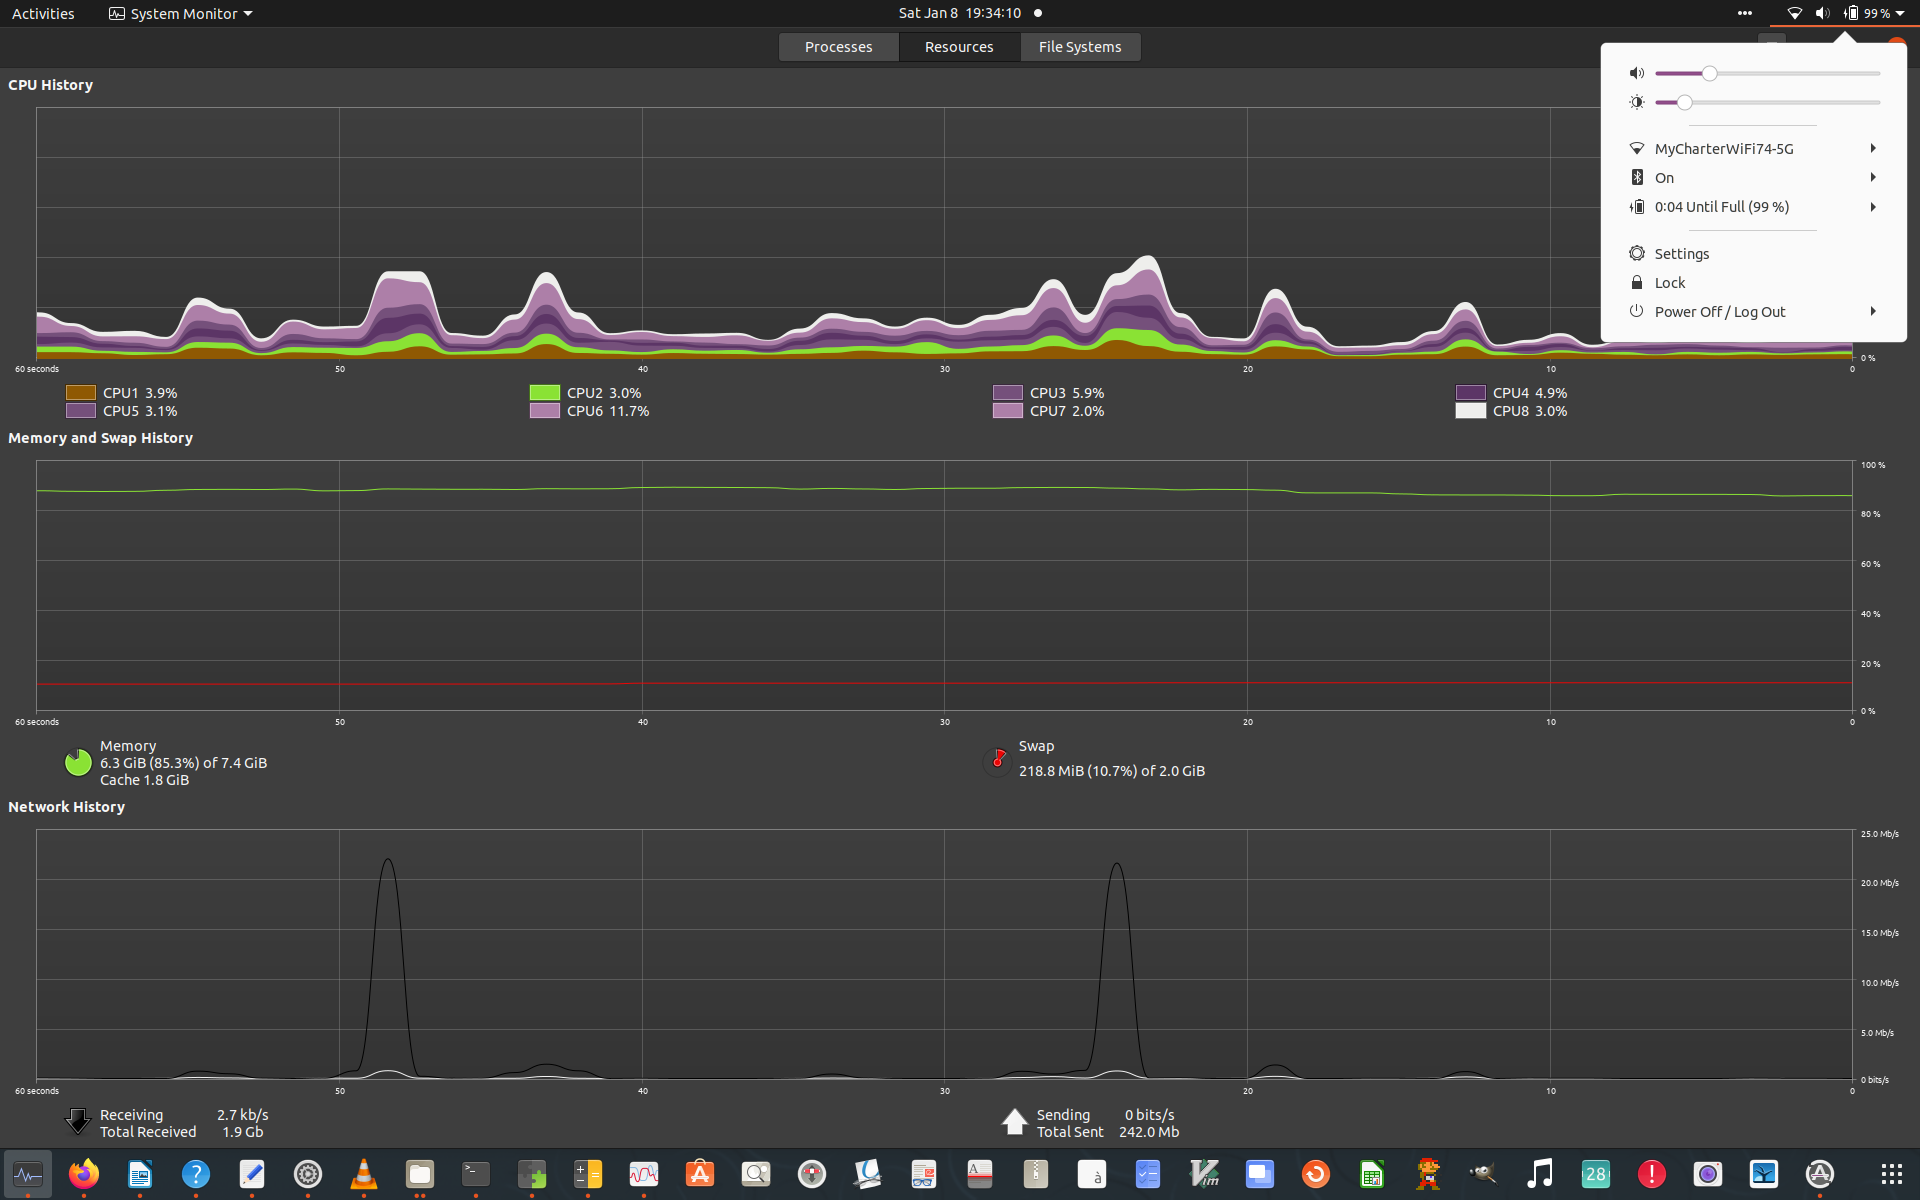 Activities
System Monitor
Sat Jan 8 19:34:10
99 %
Processes
Resources
File Systems
MyCharterWiFi74-5G
On
0:04 Until Full (99 %)
Settings
Lock
Power Off / Log Out
CPU History
0 %
60 seconds 50 40 30 20 10 0
CPU1 3.9% CPU2 3.0% CPU3 5.9% CPU4 4.9%
CPU5 3.1% CPU6 11.7% CPU7 2.0% CPU8 3.0%
Memory and Swap History
100 %
80 %
60 %
40 %
20 %
0 %
60 seconds 50 40 30 20 10 0
Memory
6.3 GiB (85.3%) of 7.4 GiB
Cache 1.8 GiB
Swap
218.8 MiB (10.7%) of 2.0 GiB
Network History
25.0 Mb/s
20.0 Mb/s
15.0 Mb/s
10.0 Mb/s
5.0 Mb/s
0 bits/s
60 seconds 50 40 30 20 10 0
Receiving 2.7 kb/s
Total Received 1.9 Gb
Sending 0 bits/s
Total Sent 242.0 Mb
?
>_
A
à
Vim
28
!